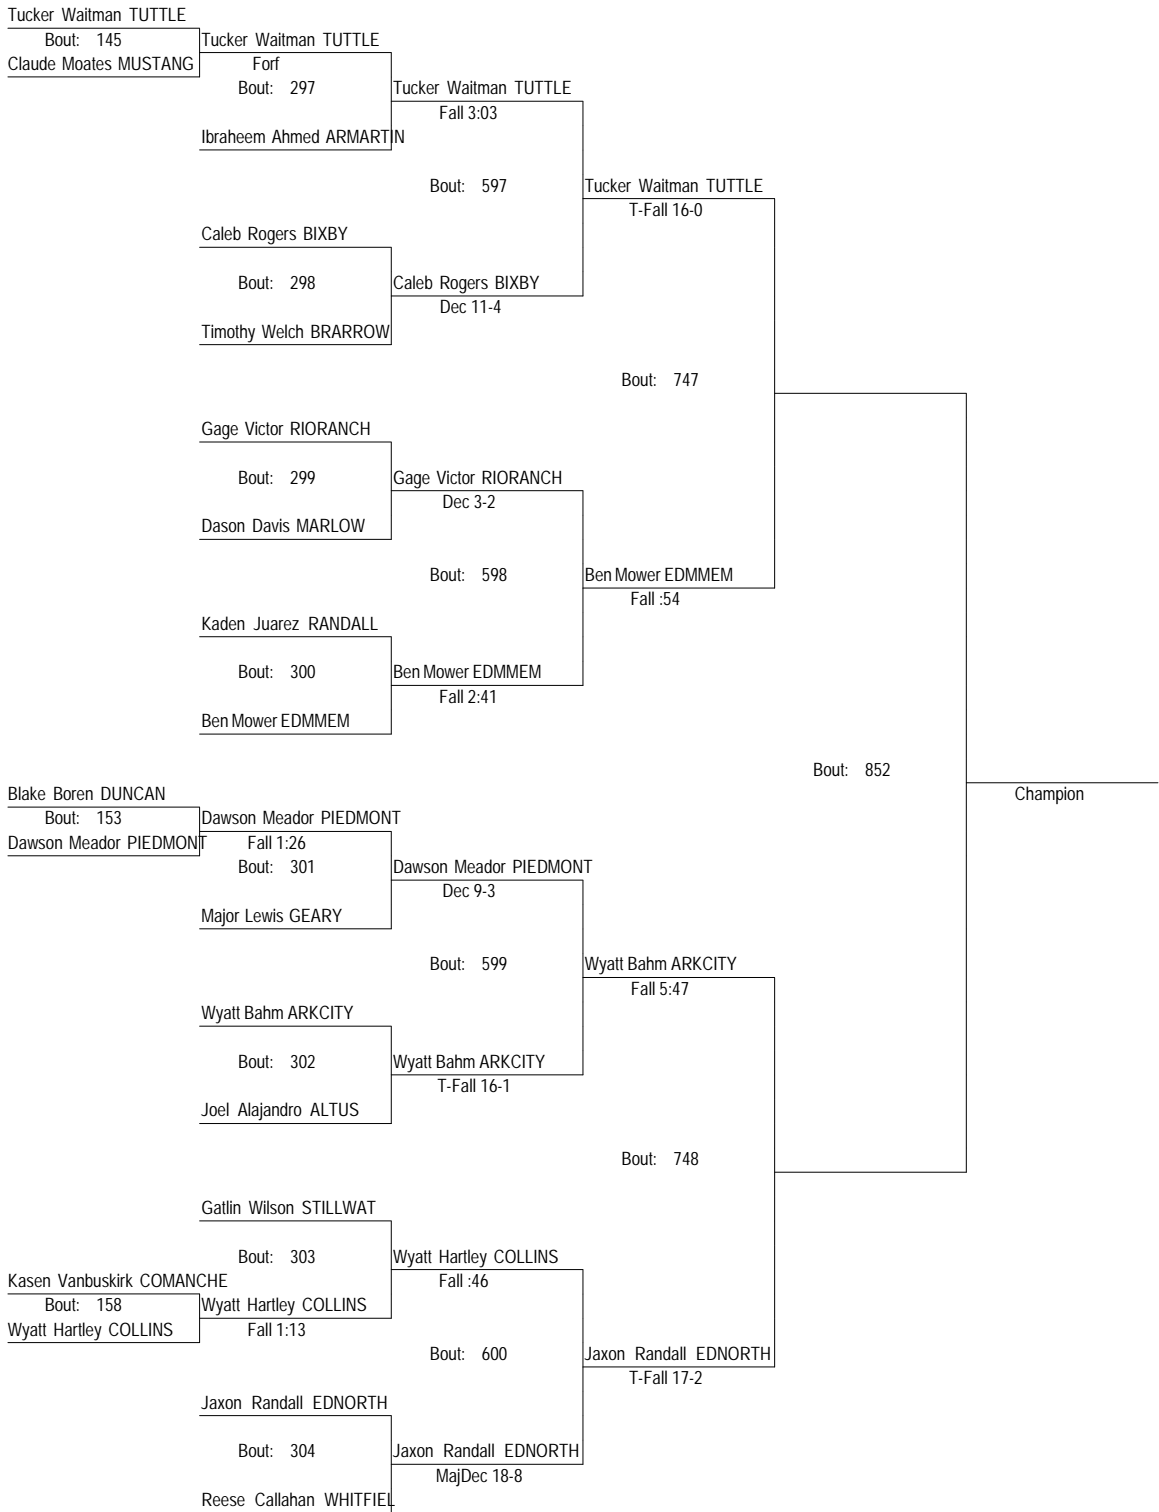 Tucker Waitman TUTTLE
Bout: 145
Tucker Waitman TUTTLE
Claude Moates MUSTANG
Forf
Bout: 297
Tucker Waitman TUTTLE
Fall 3:03
Ibraheem Ahmed ARMARTIN
Bout: 597
Tucker Waitman TUTTLE
T-Fall 16-0
Caleb Rogers BIXBY
Bout: 298
Caleb Rogers BIXBY
Dec 11-4
Timothy Welch BRARROW
Bout: 747
Gage Victor RIORANCH
Bout: 299
Gage Victor RIORANCH
Dec 3-2
Dason Davis MARLOW
Bout: 598
Ben Mower EDMMEM
Fall :54
Kaden Juarez RANDALL
Bout: 300
Ben Mower EDMMEM
Fall 2:41
Ben Mower EDMMEM
Bout: 852
Champion
Blake Boren DUNCAN
Bout: 153
Dawson Meador PIEDMONT
Dawson Meador PIEDMONT
Fall 1:26
Bout: 301
Dawson Meador PIEDMONT
Dec 9-3
Major Lewis GEARY
Bout: 599
Wyatt Bahm ARKCITY
Fall 5:47
Wyatt Bahm ARKCITY
Bout: 302
Wyatt Bahm ARKCITY
T-Fall 16-1
Joel Alajandro ALTUS
Bout: 748
Gatlin Wilson STILLWAT
Bout: 303
Wyatt Hartley COLLINS
Fall :46
Kasen Vanbuskirk COMANCHE
Bout: 158
Wyatt Hartley COLLINS
Wyatt Hartley COLLINS
Fall 1:13
Bout: 600
Jaxon Randall EDNORTH
T-Fall 17-2
Jaxon Randall EDNORTH
Bout: 304
Jaxon Randall EDNORTH
MajDec 18-8
Reese Callahan WHITFIEL